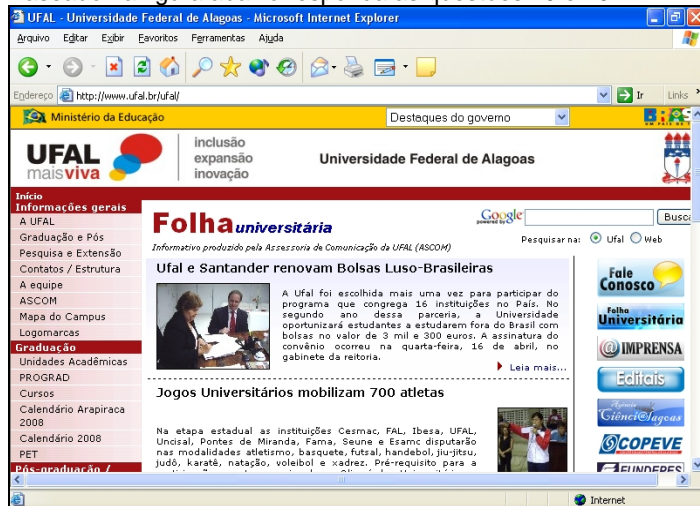 UFAL - Universidade Federal de Alagoas - Microsoft Internet Explorer
Arquivo Editar Exibir Favoritos Ferramentas Ajuda
Endereço http://www.ufal.br/ufal/ Ir Links
Ministério da Educação
Destaques do governo
UFAL
maisviva
inclusão
expansão
inovação
Universidade Federal de Alagoas
Início
Informações gerais
A UFAL
Graduação e Pós
Pesquisa e Extensão
Contatos / Estrutura
A equipe
ASCOM
Mapa do Campus
Logomarcas
Graduação
Unidades Acadêmicas
PROGRAD
Cursos
Calendário Arapiraca
2008
Calendário 2008
PET
Pós-graduação /
Folha universitária
Informativo produzido pela Assessoria de Comunicação da UFAL (ASCOM)
powered by Google
Busca
Pesquisar na: Ufal Web
Ufal e Santander renovam Bolsas Luso-Brasileiras
A Ufal foi escolhida mais uma vez para participar do
programa que congrega 16 instituições no País. No
segundo ano dessa parceria, a Universidade
oportunizará estudantes a estudarem fora do Brasil com
bolsas no valor de 3 mil e 300 euros. A assinatura do
convênio ocorreu na quarta-feira, 16 de abril, no
gabinete da reitoria.
Leia mais...
Jogos Universitários mobilizam 700 atletas
Na etapa estadual as instituições Cesmac, FAL, Ibesa, UFAL,
Uncisal, Pontes de Miranda, Fama, Seune e Esamc disputarão
nas modalidades atletismo, basquete, futsal, handebol, jiu-jitsu,
judô, karatê, natação, voleibol e xadrez. Pré-requisito para a
Fale
Conosco
Folha
Universitária
@ IMPRENSA
Editais
Agência
Ciênci@lagoas
COPEVE
FUNDEPES
Internet